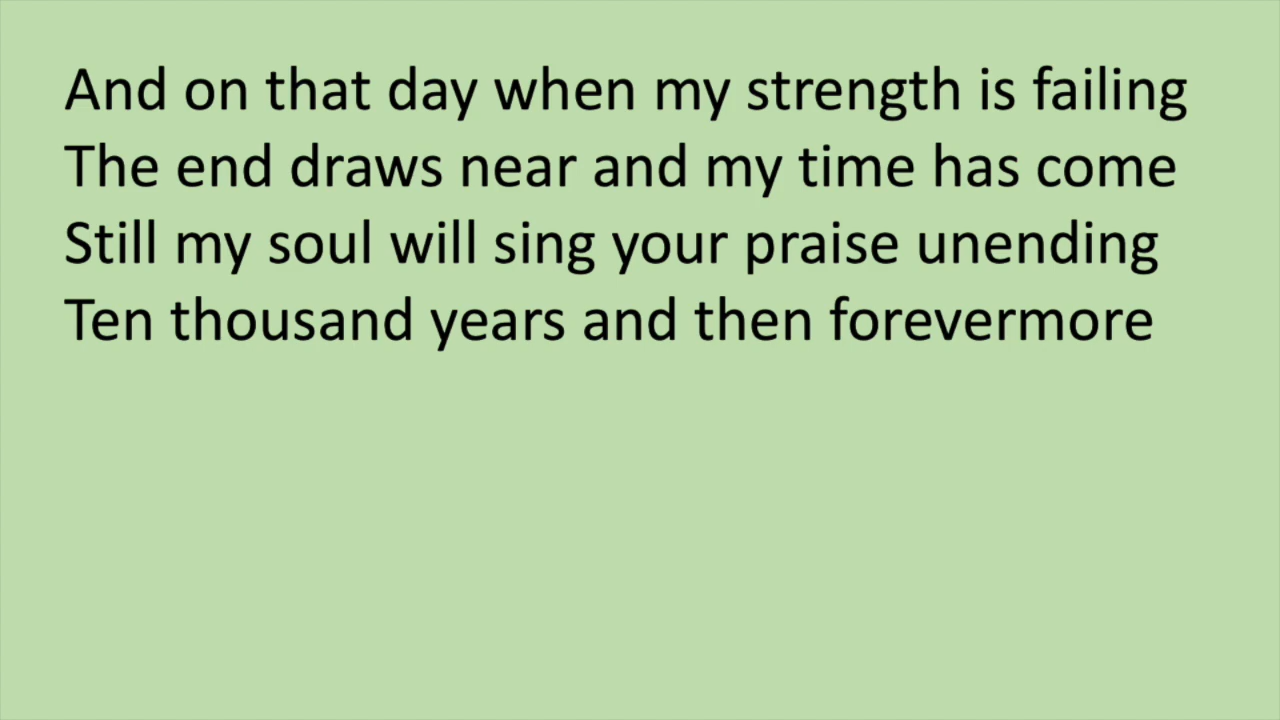 And on that day when my strength is failing
The end draws near and my time has come
Still my soul will sing your praise unending
Ten thousand years and then forevermore